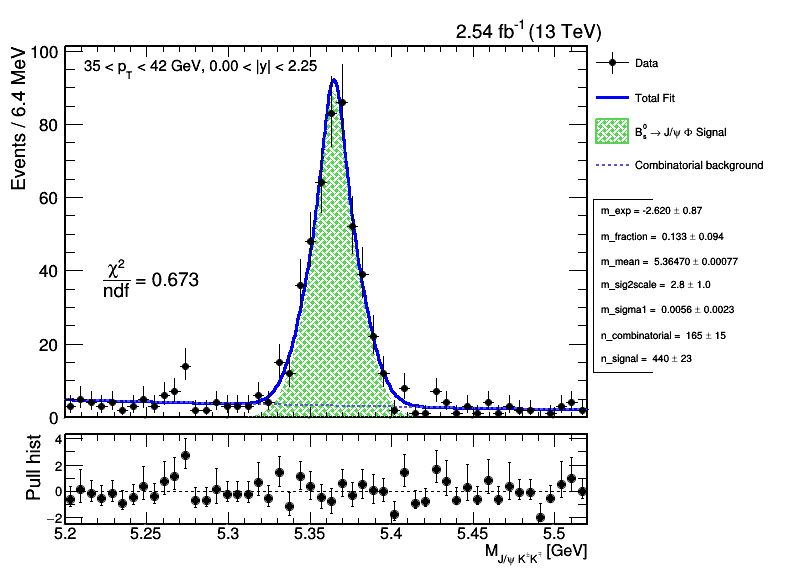 2.54 fb⁻¹ (13 TeV)
Events / 6.4 MeV
100
80
60
40
20
0
35 < p_T < 42 GeV, 0.00 < |y| < 2.25
χ²/ndf = 0.673
Data
Total Fit
B⁰_s → J/ψ Φ Signal
Combinatorial background
m_exp = -2.620 ± 0.87
m_fraction = 0.133 ± 0.094
m_mean = 5.36470 ± 0.00077
m_sig2scale = 2.8 ± 1.0
m_sigma1 = 0.0056 ± 0.0023
n_combinatorial = 165 ± 15
n_signal = 440 ± 23
Pull hist
4
2
0
−2
5.2 5.25 5.3 5.35 5.4 5.45 5.5
M_J/ψ K^±K^∓ [GeV]